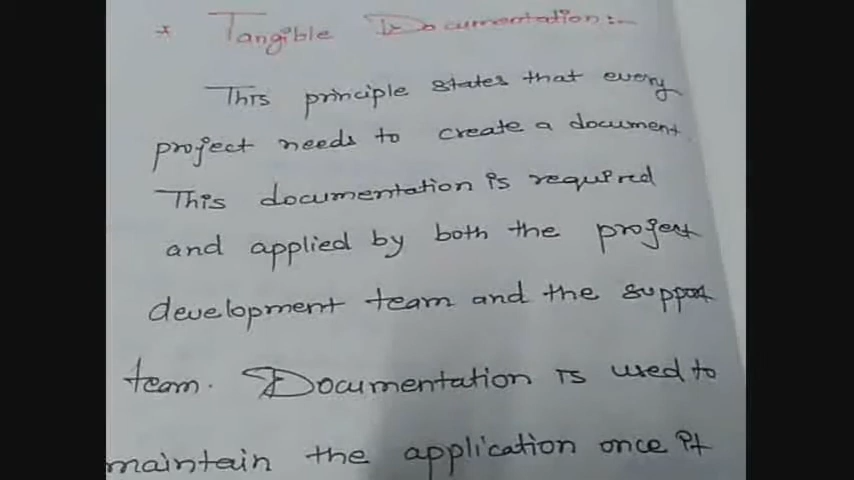 * Tangible Documentation:-
This principle states that every
project needs to create a document.
This documentation is required
and applied by both the project
development team and the support
team. Documentation is used to
maintain the application once it